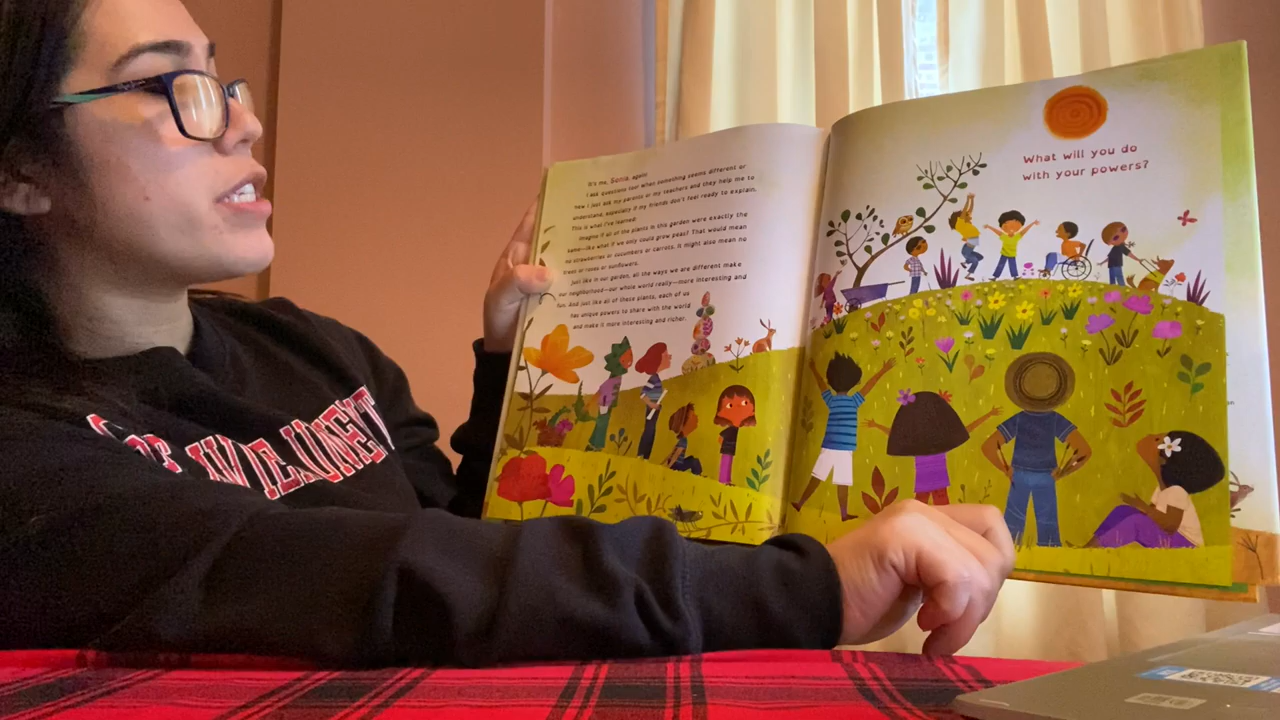 It's me, Sonia, again!
I ask questions too! when something seems different or
new I just ask my parents or my teachers and they help me to
understand, especially if my friends don't feel ready to explain.
This is what I've learned:
Imagine if all of the plants in this garden were exactly the
same—like what if we only could grow peas? That would mean
no strawberries or cucumbers or carrots. It might also mean no
trees or roses or sunflowers.
Just like in our garden, all the ways we are different make
our neighborhood—our whole world really—more interesting and
fun. And just like all of these plants, each of us
has unique powers to share with the world
and make it more interesting and richer.
What will you do
with your powers?